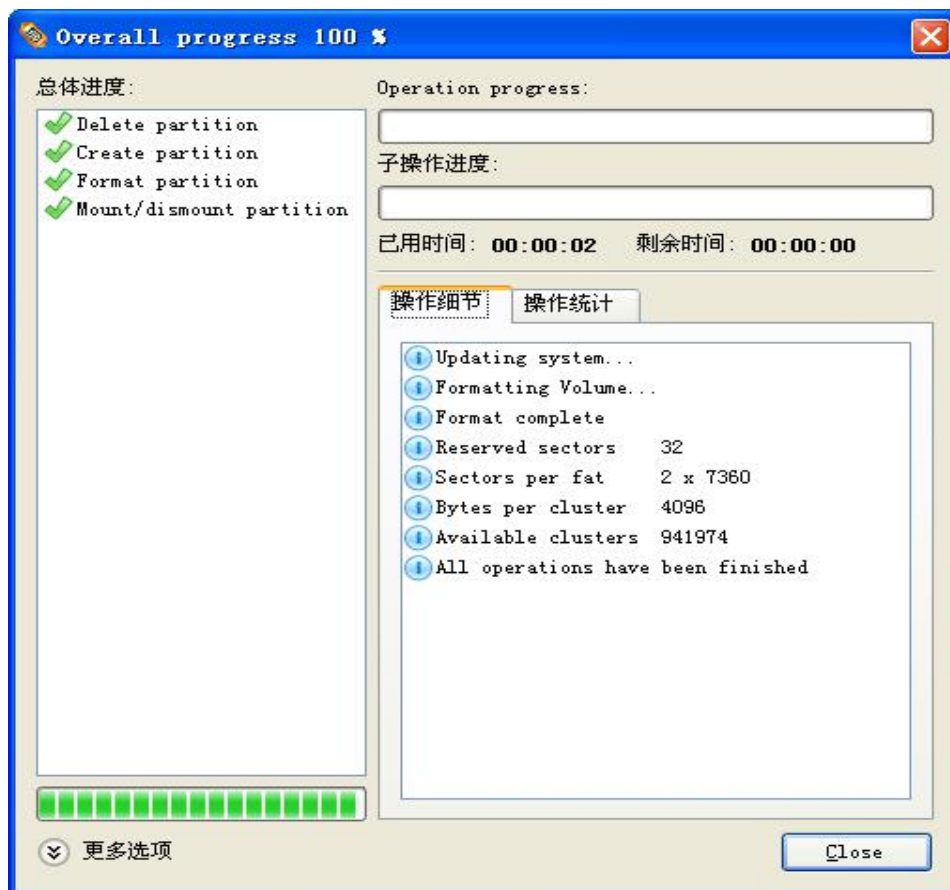 Overall progress 100 %
总体进度:
Delete partition
Create partition
Format partition
Mount/dismount partition
Operation progress:
子操作进度:
已用时间: 00:00:02 剩余时间: 00:00:00
操作细节 操作统计
Updating system...
Formatting Volume...
Format complete
Reserved sectors 32
Sectors per fat 2 x 7360
Bytes per cluster 4096
Available clusters 941974
All operations have been finished
更多选项
Close